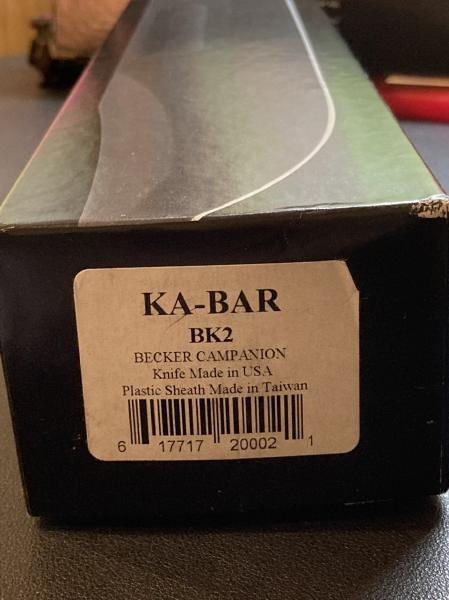 KA-BAR
BK2
BECKER CAMPANION
Knife Made in USA
Plastic Sheath Made in Taiwan
6 17717 20002 1